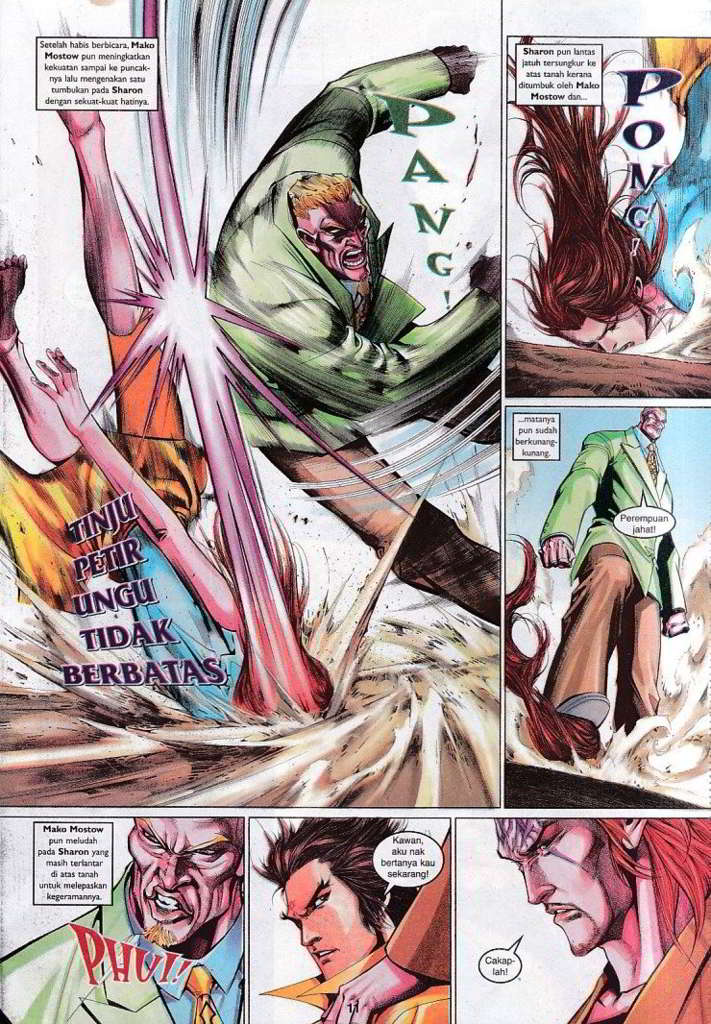 Setelah habis berbicara, Mako
Mostow pun meningkatkan
kekuatan sampai ke puncak-
nya lalu mengenakan satu
tumbukan pada Sharon
dengan sekuat-kuat hatinya.
PANG!
TINJU
PETIR
UNGU
TIDAK
BERBATAS
Sharon pun lantas
jatuh tersungkur ke
atas tanah kerana
ditumbuk oleh Mako
Mostow dan...
PONG!
...matanya
pun sudah
berkunang-
kunang.
Perempuan
jahat!
Mako Mostow
pun meludah
pada Sharon yang
masih terlantar
di atas tanah
untuk melepaskan
kegeramannya.
PHUI!
Kawan,
aku nak
bertanya kau
sekarang!
Cakap-
lah!
11